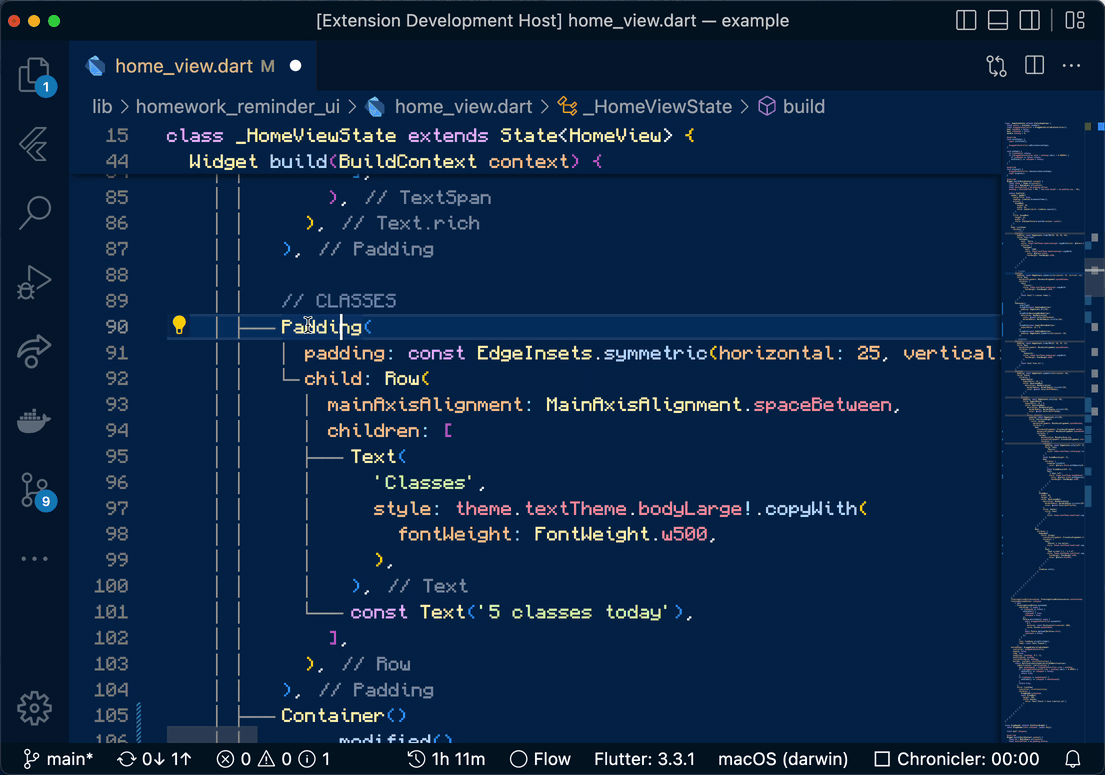 [Extension Development Host] home_view.dart — example
1
home_view.dart M
lib > homework_reminder_ui > home_view.dart > _HomeViewState > build
15 class _HomeViewState extends State<HomeView> {
44 Widget build(BuildContext context) {
85 ), // TextSpan
86 ), // Text.rich
87 ), // Padding
88
89 // CLASSES
90 Padding(
91 padding: const EdgeInsets.symmetric(horizontal: 25, vertical:
92 child: Row(
93 mainAxisAlignment: MainAxisAlignment.spaceBetween,
94 children: [
95 Text(
96 'Classes',
97 style: theme.textTheme.bodyLarge!.copyWith(
98 fontWeight: FontWeight.w500,
99 ),
100 ), // Text
101 const Text('5 classes today'),
102 ],
103 ), // Row
104 ), // Padding
105 Container()
106 .modified()
9
main* 0↓ 1↑ 0 0 1 1h 11m Flow Flutter: 3.3.1 macOS (darwin) Chronicler: 00:00